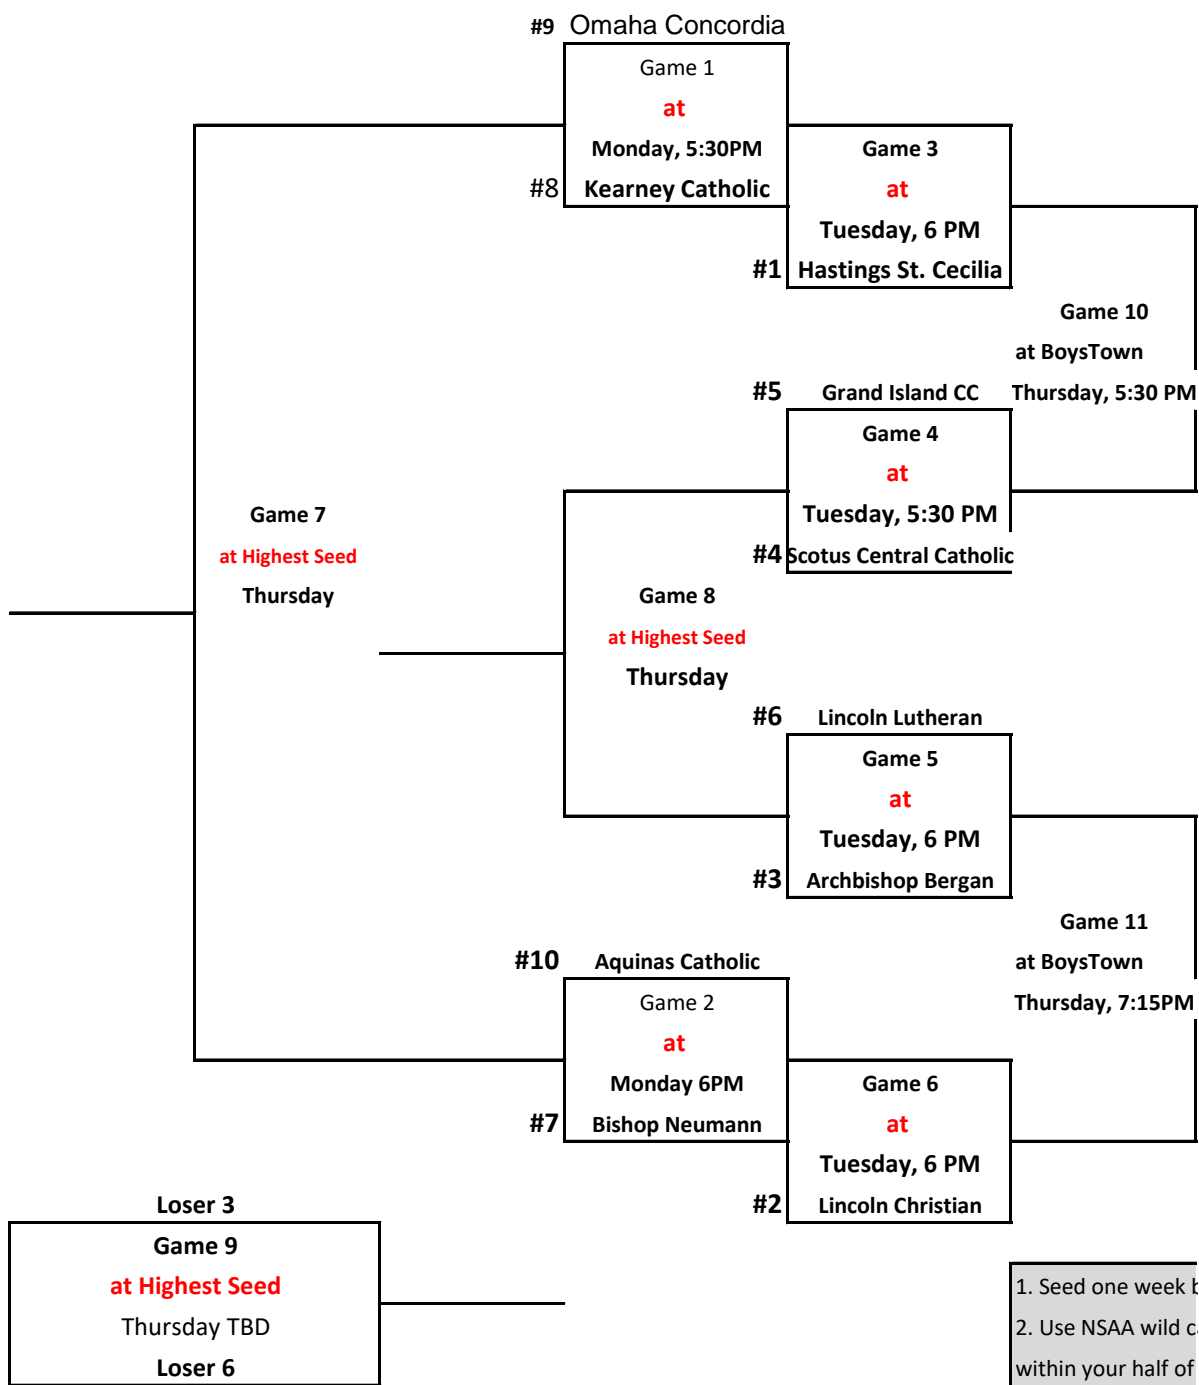 #9 Omaha Concordia
Game 1
at
Monday, 5:30PM
#8 Kearney Catholic
Game 3
at
Tuesday, 6 PM
#1 Hastings St. Cecilia
Game 10
at BoysTown
Thursday, 5:30 PM
#5 Grand Island CC
Game 4
at
Tuesday, 5:30 PM
#4 Scotus Central Catholic
Game 7
at Highest Seed
Thursday
Game 8
at Highest Seed
Thursday
#6 Lincoln Lutheran
Game 5
at
Tuesday, 6 PM
#3 Archbishop Bergan
Game 11
at BoysTown
Thursday, 7:15PM
#10 Aquinas Catholic
Game 2
at
Monday 6PM
#7 Bishop Neumann
Game 6
at
Tuesday, 6 PM
#2 Lincoln Christian
Loser 3
Game 9
at Highest Seed
Thursday TBD
Loser 6
1. Seed one week
2. Use NSAA wild
within your half of